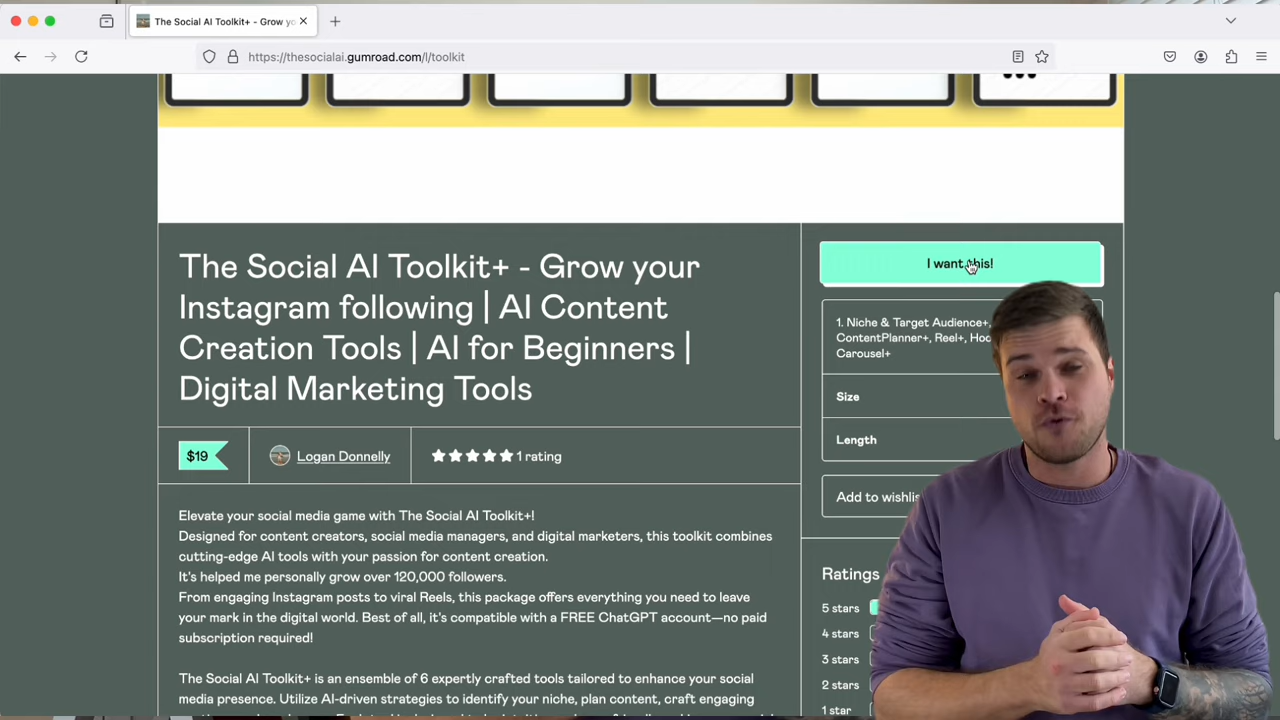 The Social AI Toolkit+ - Grow yo
https://thesocialai.gumroad.com/l/toolkit
The Social AI Toolkit+ - Grow your
Instagram following | AI Content
Creation Tools | AI for Beginners |
Digital Marketing Tools
$19
Logan Donnelly
1 rating
Elevate your social media game with The Social AI Toolkit+!
Designed for content creators, social media managers, and digital marketers, this toolkit combines
cutting-edge AI tools with your passion for content creation.
It's helped me personally grow over 120,000 followers.
From engaging Instagram posts to viral Reels, this package offers everything you need to leave
your mark in the digital world. Best of all, it's compatible with a FREE ChatGPT account—no paid
subscription required!
The Social AI Toolkit+ is an ensemble of 6 expertly crafted tools tailored to enhance your social
media presence. Utilize AI-driven strategies to identify your niche, plan content, craft engaging
I want this!
1. Niche & Target Audience+,
ContentPlanner+, Reel+, Hoo
Carousel+
Size
Length
Add to wishlis
Ratings
5 stars
4 stars
3 stars
2 stars
1 star